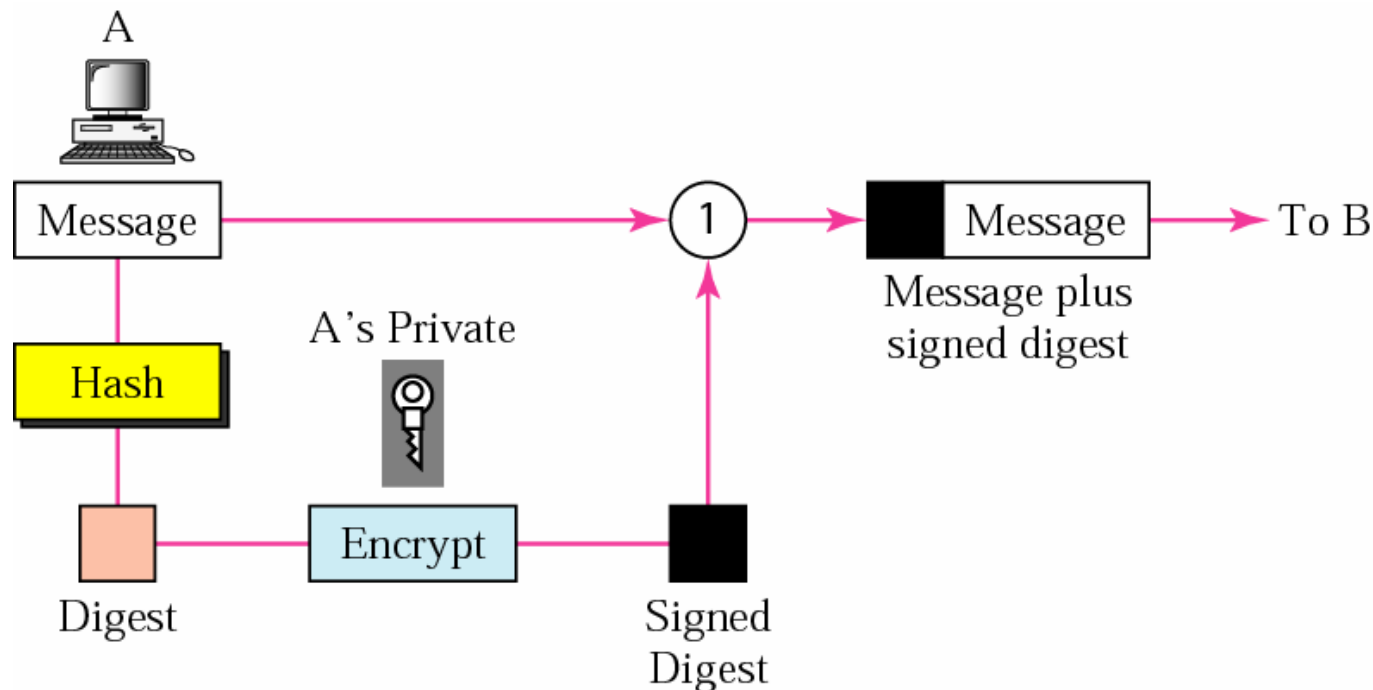 A
Message
1
Message
To B
Message plus
signed digest
A's Private
Hash
Encrypt
Digest
Signed
Digest